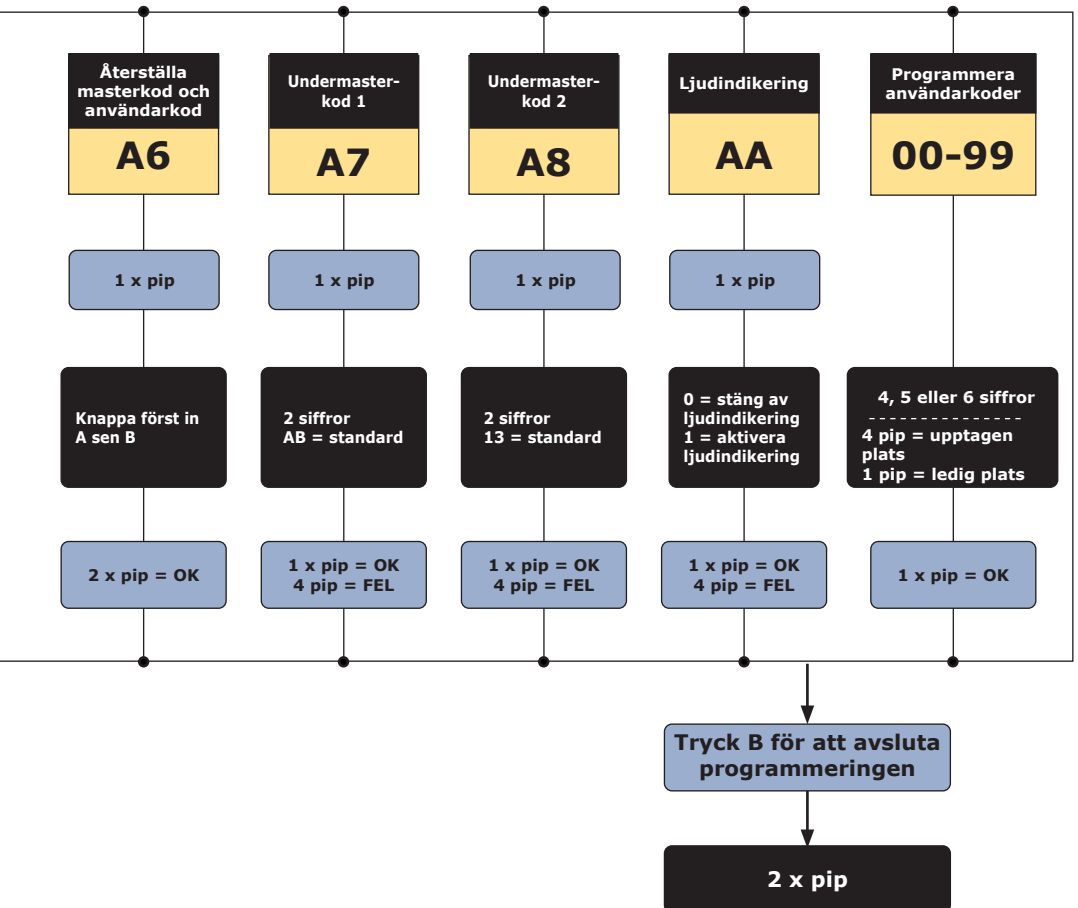 Återställa
masterkod och
användarkod
A6
1 x pip
Knappa först in
A sen B
2 x pip = OK
Undermaster-
kod 1
A7
1 x pip
2 siffror
AB = standard
1 x pip = OK
4 pip = FEL
Undermaster-
kod 2
A8
1 x pip
2 siffror
13 = standard
1 x pip = OK
4 pip = FEL
Ljudindikering
AA
1 x pip
0 = stäng av
ljudindikering
1 = aktivera
ljudindikering
1 x pip = OK
4 pip = FEL
Programmera
användarkoder
00-99
4, 5 eller 6 siffror
---------------
4 pip = upptagen
plats
1 pip = ledig plats
1 x pip = OK
Tryck B för att avsluta
programmeringen
2 x pip